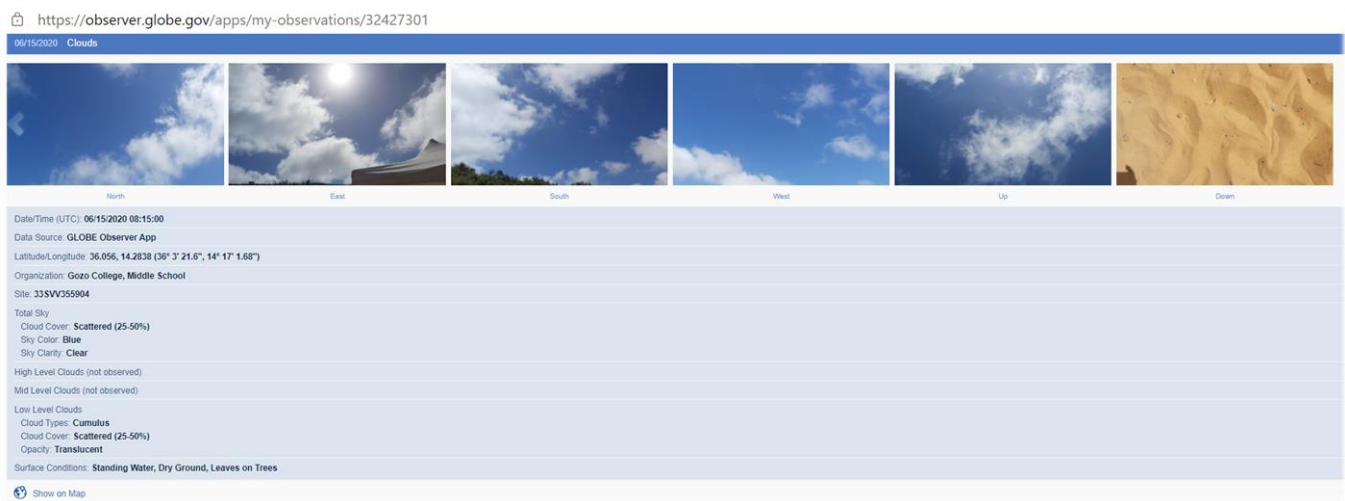 https://observer.globe.gov/apps/my-observations/32427301
06/15/2020 Clouds
North East South West Up Down
Date/Time (UTC): 06/15/2020 08:15:00
Data Source: GLOBE Observer App
Latitude/Longitude: 36.056, 14.2838 (36° 3' 21.6", 14° 17' 1.68")
Organization: Gozo College, Middle School
Site: 33SVV355904
Total Sky
Cloud Cover: Scattered (25-50%)
Sky Color: Blue
Sky Clarity: Clear
High Level Clouds (not observed)
Mid Level Clouds (not observed)
Low Level Clouds
Cloud Types: Cumulus
Cloud Cover: Scattered (25-50%)
Opacity: Translucent
Surface Conditions: Standing Water, Dry Ground, Leaves on Trees
Show on Map